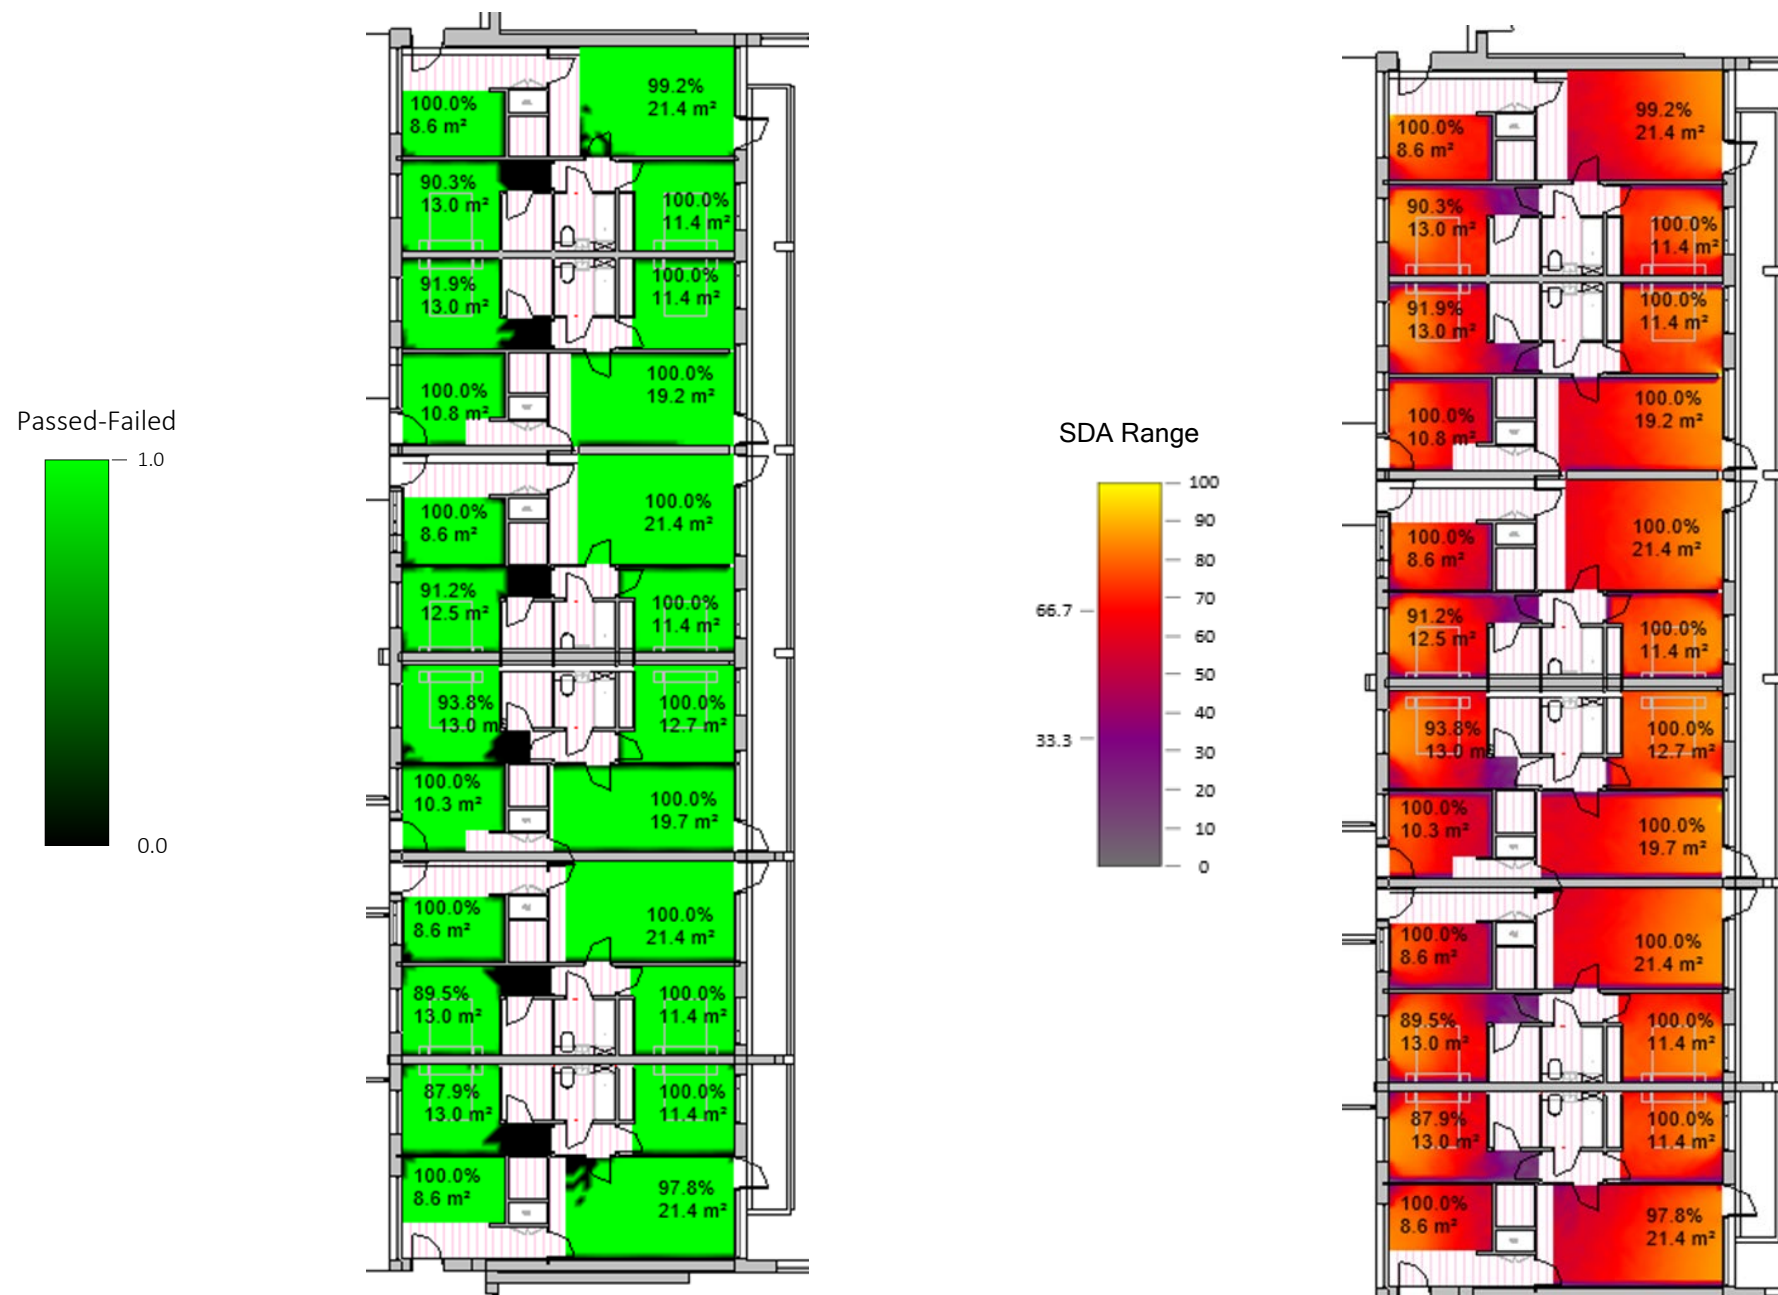 Passed-Failed
1.0
0.0
100.0%
8.6 m²
99.2%
21.4 m²
90.3%
13.0 m²
100.0%
11.4 m²
91.9%
13.0 m²
100.0%
11.4 m²
100.0%
10.8 m²
100.0%
19.2 m²
100.0%
8.6 m²
100.0%
21.4 m²
91.2%
12.5 m²
100.0%
11.4 m²
93.8%
13.0 m²
100.0%
12.7 m²
100.0%
10.3 m²
100.0%
19.7 m²
100.0%
8.6 m²
100.0%
21.4 m²
89.5%
13.0 m²
100.0%
11.4 m²
87.9%
13.0 m²
100.0%
11.4 m²
100.0%
8.6 m²
97.8%
21.4 m²
SDA Range
100
90
80
70
66.7
60
50
40
33.3
30
20
10
0
100.0%
8.6 m²
99.2%
21.4 m²
90.3%
13.0 m²
100.0%
11.4 m²
91.9%
13.0 m²
100.0%
11.4 m²
100.0%
10.8 m²
100.0%
19.2 m²
100.0%
8.6 m²
100.0%
21.4 m²
91.2%
12.5 m²
100.0%
11.4 m²
93.8%
13.0 m²
100.0%
12.7 m²
100.0%
10.3 m²
100.0%
19.7 m²
100.0%
8.6 m²
100.0%
21.4 m²
89.5%
13.0 m²
100.0%
11.4 m²
87.9%
13.0 m²
100.0%
11.4 m²
100.0%
8.6 m²
97.8%
21.4 m²